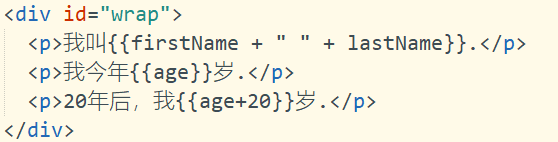 <div id="wrap">
<p>我叫{{firstName + " " + lastName}}.</p>
<p>我今年{{age}}岁.</p>
<p>20年后，我{{age+20}}岁.</p>
</div>